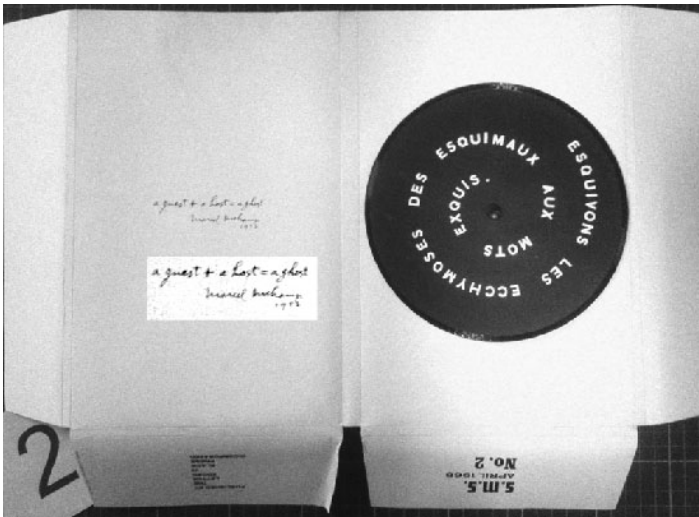 a guest + a host = a ghost
marcel duchamp
1953
a guest + a host = a ghost
marcel duchamp
1953
ESQUIVONS LES ECCHYMOSES DES ESQUIMAUX AUX MOTS EXQUIS.
2
s.m.s.
APRIL 1968
No. 2